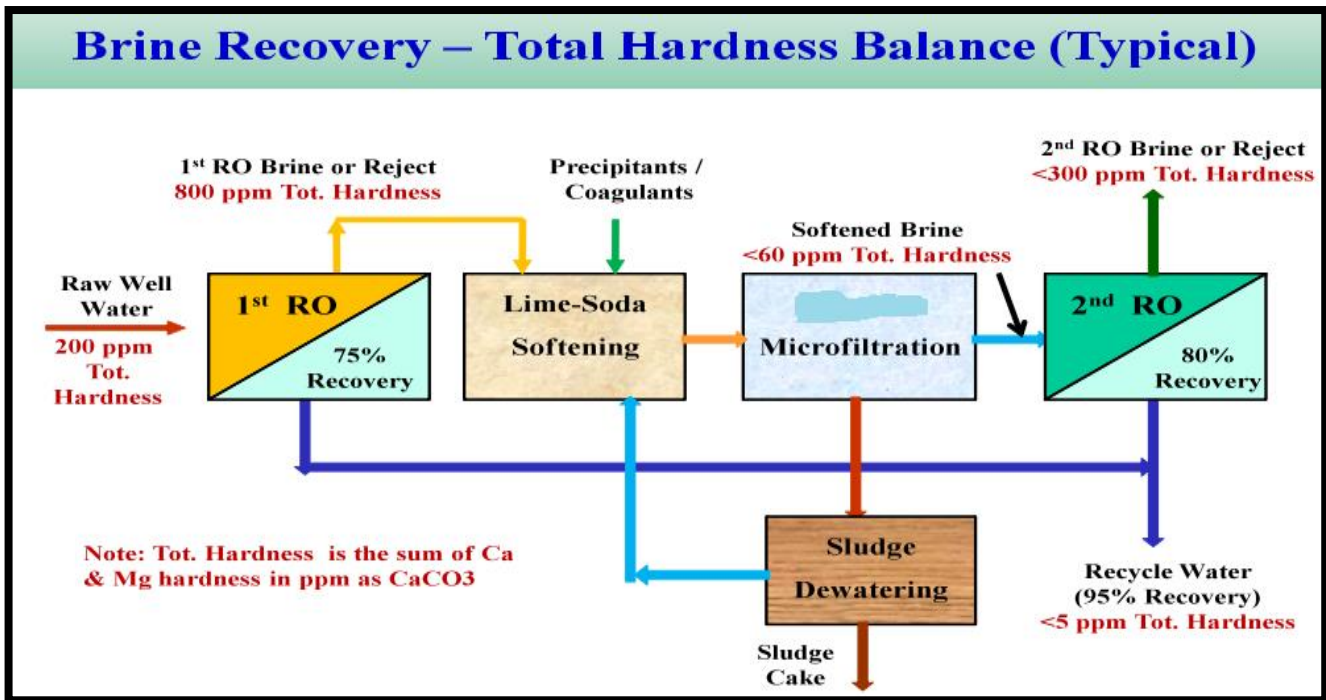 Brine Recovery – Total Hardness Balance (Typical)
1st RO Brine or Reject
800 ppm Tot. Hardness
Precipitants /
Coagulants
2nd RO Brine or Reject
<300 ppm Tot. Hardness
Softened Brine
<60 ppm Tot. Hardness
Raw Well
Water
200 ppm
Tot.
Hardness
1st RO
75%
Recovery
Lime-Soda
Softening
Microfiltration
2nd RO
80%
Recovery
Note: Tot. Hardness is the sum of Ca
& Mg hardness in ppm as CaCO3
Sludge
Dewatering
Recycle Water
(95% Recovery)
<5 ppm Tot. Hardness
Sludge
Cake